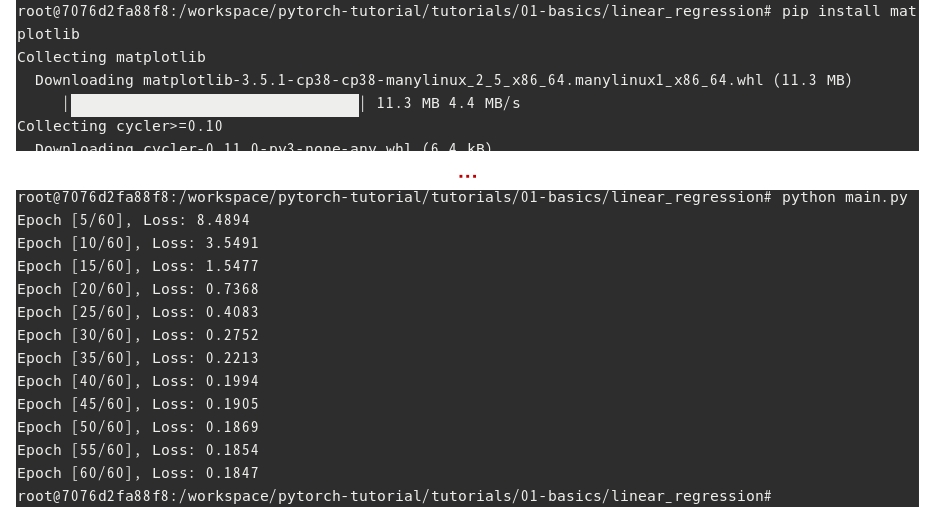 root@7076d2fa88f8:/workspace/pytorch-tutorial/tutorials/01-basics/linear_regression# pip install mat
plotlib
Collecting matplotlib
  Downloading matplotlib-3.5.1-cp38-cp38-manylinux_2_5_x86_64.manylinux1_x86_64.whl (11.3 MB)
     |                                | 11.3 MB 4.4 MB/s
Collecting cycler>=0.10
  Downloading cycler-0.11.0-py3-none-any.whl (6.4 kB)
...
root@7076d2fa88f8:/workspace/pytorch-tutorial/tutorials/01-basics/linear_regression# python main.py
Epoch [5/60], Loss: 8.4894
Epoch [10/60], Loss: 3.5491
Epoch [15/60], Loss: 1.5477
Epoch [20/60], Loss: 0.7368
Epoch [25/60], Loss: 0.4083
Epoch [30/60], Loss: 0.2752
Epoch [35/60], Loss: 0.2213
Epoch [40/60], Loss: 0.1994
Epoch [45/60], Loss: 0.1905
Epoch [50/60], Loss: 0.1869
Epoch [55/60], Loss: 0.1854
Epoch [60/60], Loss: 0.1847
root@7076d2fa88f8:/workspace/pytorch-tutorial/tutorials/01-basics/linear_regression#